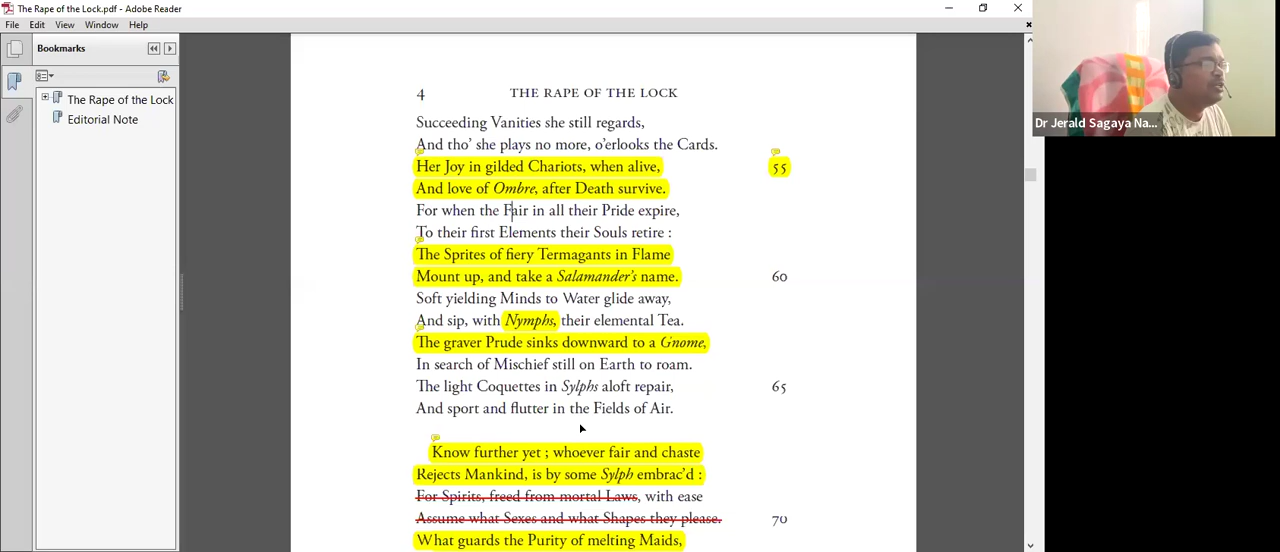 The Rape of the Lock.pdf - Adobe Reader
File Edit View Window Help
Bookmarks
The Rape of the Lock
Editorial Note
4 THE RAPE OF THE LOCK
Succeeding Vanities she still regards,
And tho' she plays no more, o'erlooks the Cards.
Her Joy in gilded Chariots, when alive, 55
And love of Ombre, after Death survive.
For when the Fair in all their Pride expire,
To their first Elements their Souls retire :
The Sprites of fiery Termagants in Flame
Mount up, and take a Salamander's name. 60
Soft yielding Minds to Water glide away,
And sip, with Nymphs, their elemental Tea.
The graver Prude sinks downward to a Gnome,
In search of Mischief still on Earth to roam.
The light Coquettes in Sylphs aloft repair, 65
And sport and flutter in the Fields of Air.
Know further yet ; whoever fair and chaste
Rejects Mankind, is by some Sylph embrac'd :
For Spirits, freed from mortal Laws, with ease
Assume what Sexes and what Shapes they please. 70
What guards the Purity of melting Maids,
Dr Jerald Sagaya Na...